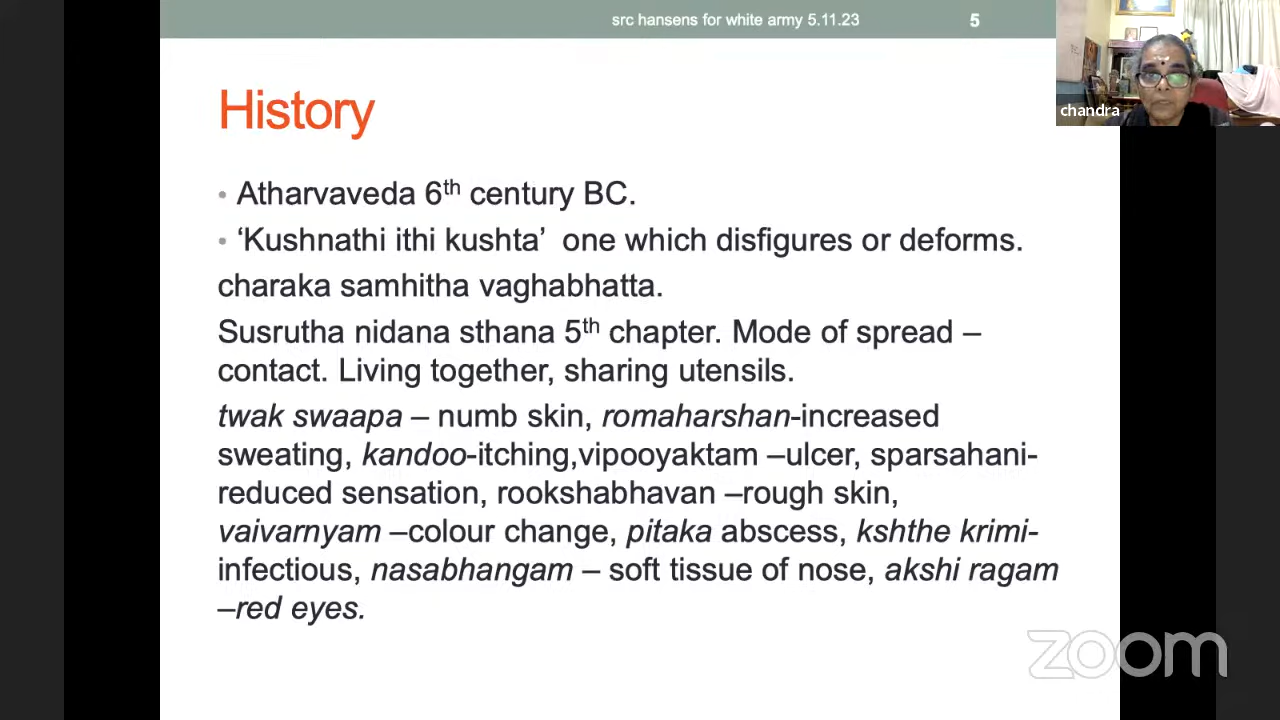 src hansens for white army 5.11.23 5
chandra
History
• Atharvaveda 6th century BC.
• ‘Kushnathi ithi kushta’ one which disfigures or deforms.
charaka samhitha vaghabhatta.
Susrutha nidana sthana 5th chapter. Mode of spread –
contact. Living together, sharing utensils.
twak swaapa – numb skin, romaharshan-increased
sweating, kandoo-itching,vipooyaktam –ulcer, sparsahani-
reduced sensation, rookshabhavan –rough skin,
vaivarnyam –colour change, pitaka abscess, kshthe krimi-
infectious, nasabhangam – soft tissue of nose, akshi ragam
–red eyes.
zoom